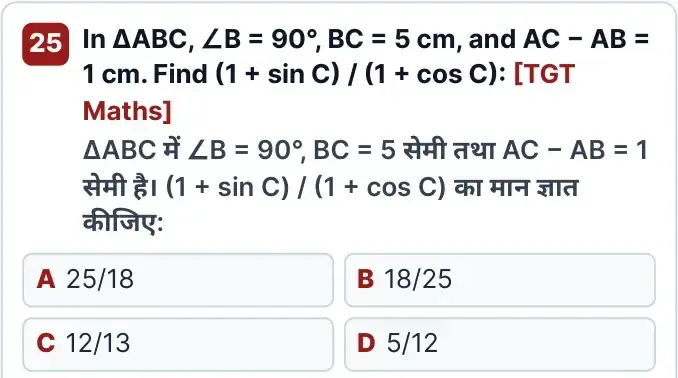 25 In ΔABC, ∠B = 90°, BC = 5 cm, and AC − AB =
1 cm. Find (1 + sin C) / (1 + cos C): [TGT
Maths]
ΔABC में ∠B = 90°, BC = 5 सेमी तथा AC − AB = 1
सेमी है। (1 + sin C) / (1 + cos C) का मान ज्ञात
कीजिए:
A 25/18
B 18/25
C 12/13
D 5/12